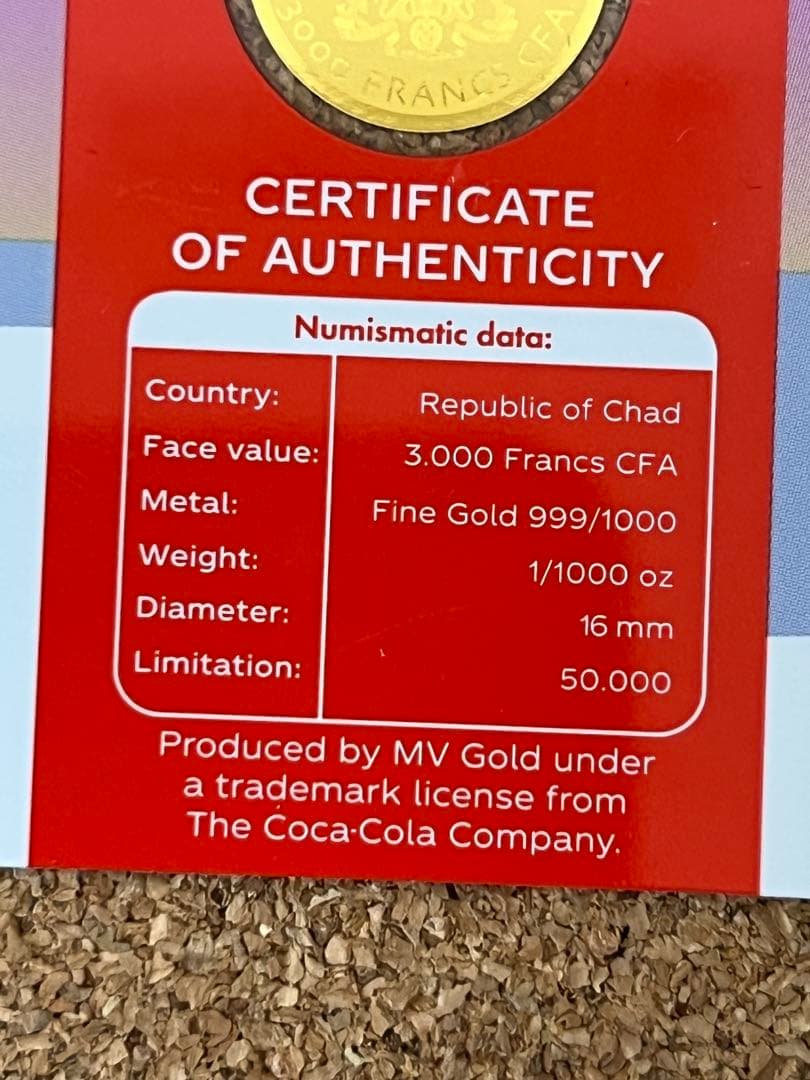 3000 FRANCS CFA
CERTIFICATE
OF AUTHENTICITY
Numismatic data:
Country: Republic of Chad
Face value: 3.000 Francs CFA
Metal: Fine Gold 999/1000
Weight: 1/1000 oz
Diameter: 16 mm
Limitation: 50.000
Produced by MV Gold under
a trademark license from
The Coca-Cola Company.